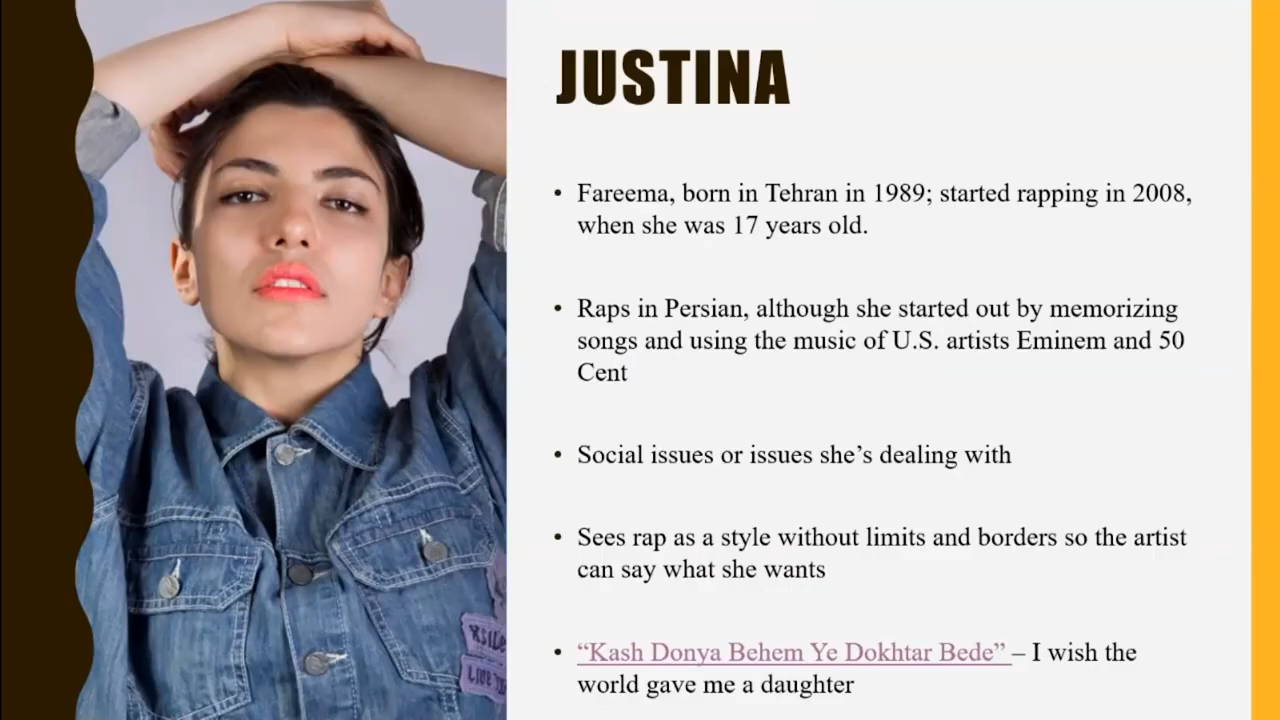 JUSTINA
• Fareema, born in Tehran in 1989; started rapping in 2008,
when she was 17 years old.
• Raps in Persian, although she started out by memorizing
songs and using the music of U.S. artists Eminem and 50
Cent
• Social issues or issues she’s dealing with
• Sees rap as a style without limits and borders so the artist
can say what she wants
• “Kash Donya Behem Ye Dokhtar Bede” – I wish the
world gave me a daughter